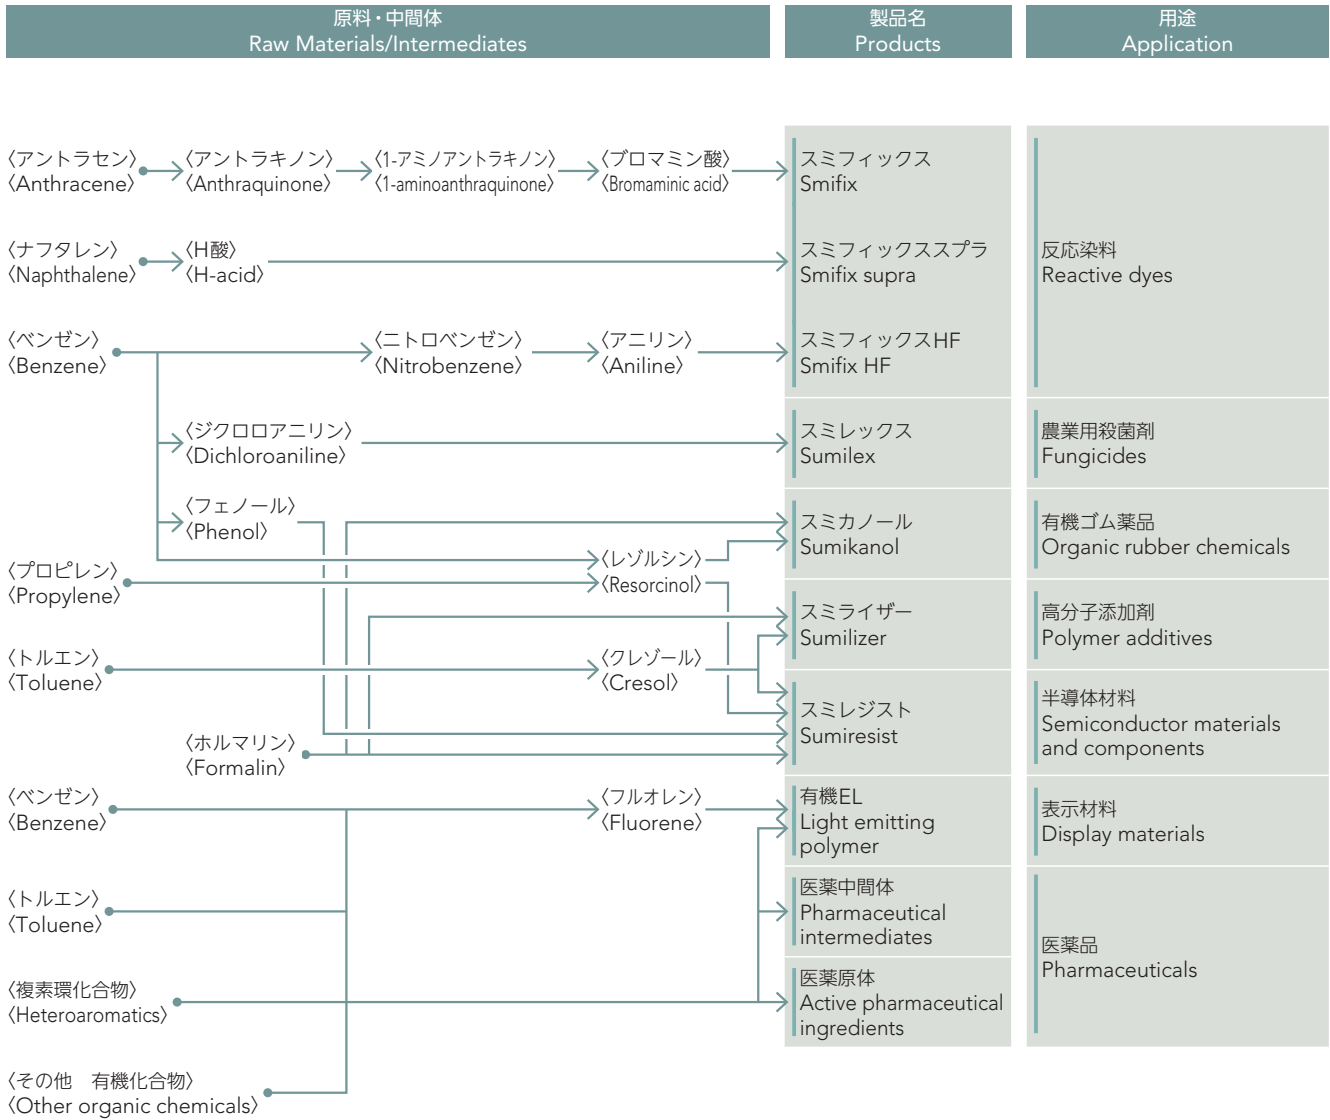 原料・中間体
Raw Materials/Intermediates
製品名
Products
用途
Application
〈アントラセン〉
〈Anthracene〉
〈アントラキノン〉
〈Anthraquinone〉
〈1-アミノアントラキノン〉
〈1-aminoanthraquinone〉
〈ブロマミン酸〉
〈Bromaminic acid〉
スミフィックス
Smifix
〈ナフタレン〉
〈Naphthalene〉
〈H酸〉
〈H-acid〉
スミフィックススプラ
Smifix supra
反応染料
Reactive dyes
〈ベンゼン〉
〈Benzene〉
〈ニトロベンゼン〉
〈Nitrobenzene〉
〈アニリン〉
〈Aniline〉
スミフィックスHF
Smifix HF
〈ジクロロアニリン〉
〈Dichloroaniline〉
スミレックス
Sumilex
農業用殺菌剤
Fungicides
〈フェノール〉
〈Phenol〉
スミカノール
Sumikanol
有機ゴム薬品
Organic rubber chemicals
〈プロピレン〉
〈Propylene〉
〈レゾルシン〉
〈Resorcinol〉
スミライザー
Sumilizer
高分子添加剤
Polymer additives
〈トルエン〉
〈Toluene〉
〈クレゾール〉
〈Cresol〉
スミレジスト
Sumiresist
半導体材料
Semiconductor materials
and components
〈ホルマリン〉
〈Formalin〉
〈ベンゼン〉
〈Benzene〉
〈フルオレン〉
〈Fluorene〉
有機EL
Light emitting
polymer
表示材料
Display materials
〈トルエン〉
〈Toluene〉
医薬中間体
Pharmaceutical
intermediates
医薬品
Pharmaceuticals
〈複素環化合物〉
〈Heteroaromatics〉
医薬原体
Active pharmaceutical
ingredients
〈その他　有機化合物〉
〈Other organic chemicals〉